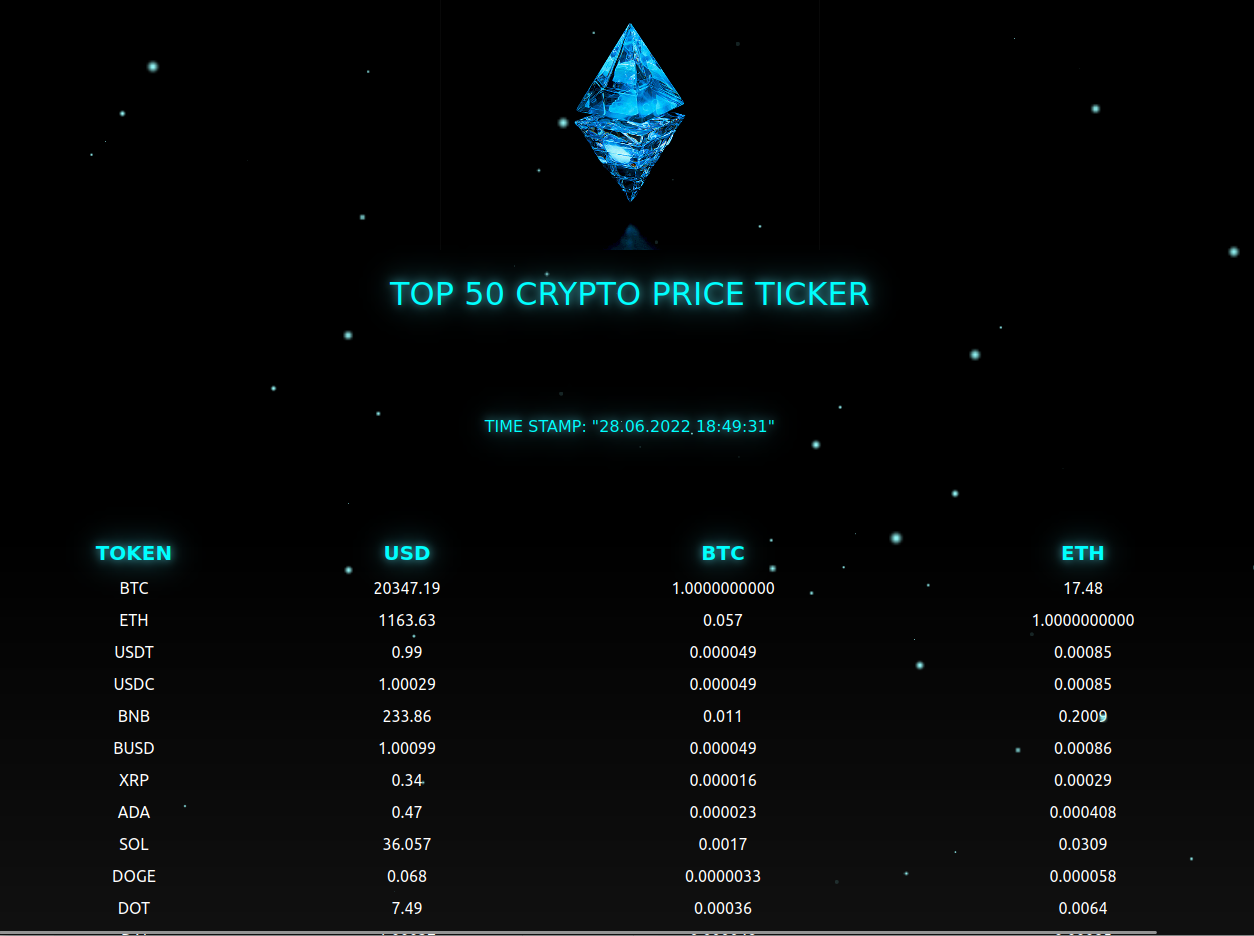 TOP 50 CRYPTO PRICE TICKER
TIME STAMP: "28.06.2022 18:49:31"
TOKEN USD BTC ETH
BTC 20347.19 1.0000000000 17.48
ETH 1163.63 0.057 1.0000000000
USDT 0.99 0.000049 0.00085
USDC 1.00029 0.000049 0.00085
BNB 233.86 0.011 0.2009
BUSD 1.00099 0.000049 0.00086
XRP 0.34 0.000016 0.00029
ADA 0.47 0.000023 0.000408
SOL 36.057 0.0017 0.0309
DOGE 0.068 0.0000033 0.000058
DOT 7.49 0.00036 0.0064